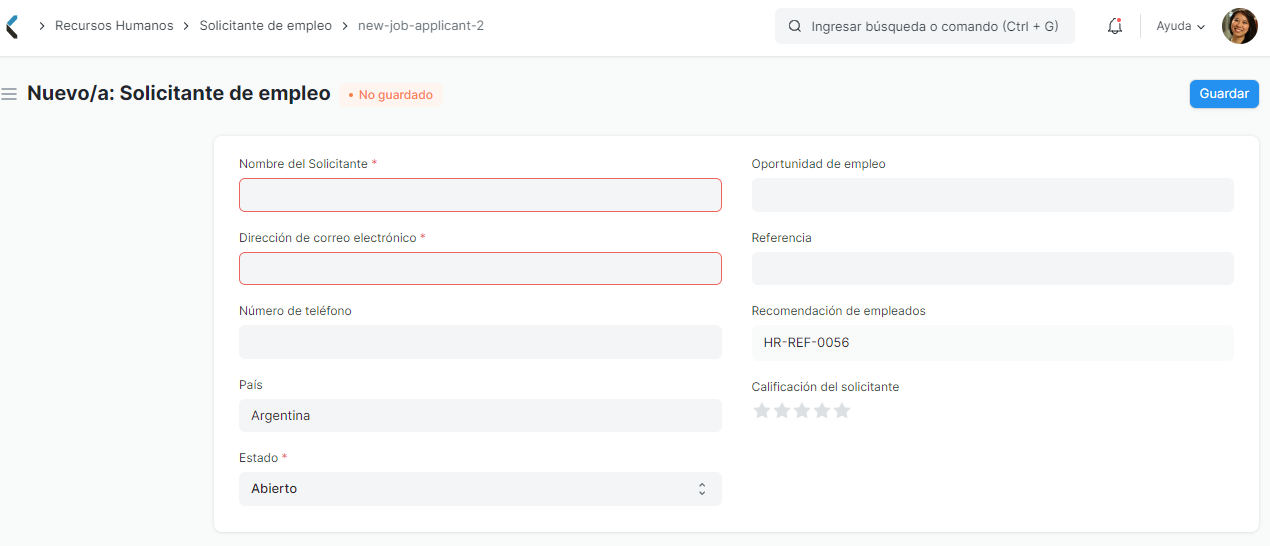 Recursos Humanos > Solicitante de empleo > new-job-applicant-2
Ingresar búsqueda o comando (Ctrl + G)
Ayuda
Nuevo/a: Solicitante de empleo
• No guardado
Guardar
Nombre del Solicitante *
Dirección de correo electrónico *
Número de teléfono
País
Argentina
Estado *
Abierto
Oportunidad de empleo
Referencia
Recomendación de empleados
HR-REF-0056
Calificación del solicitante